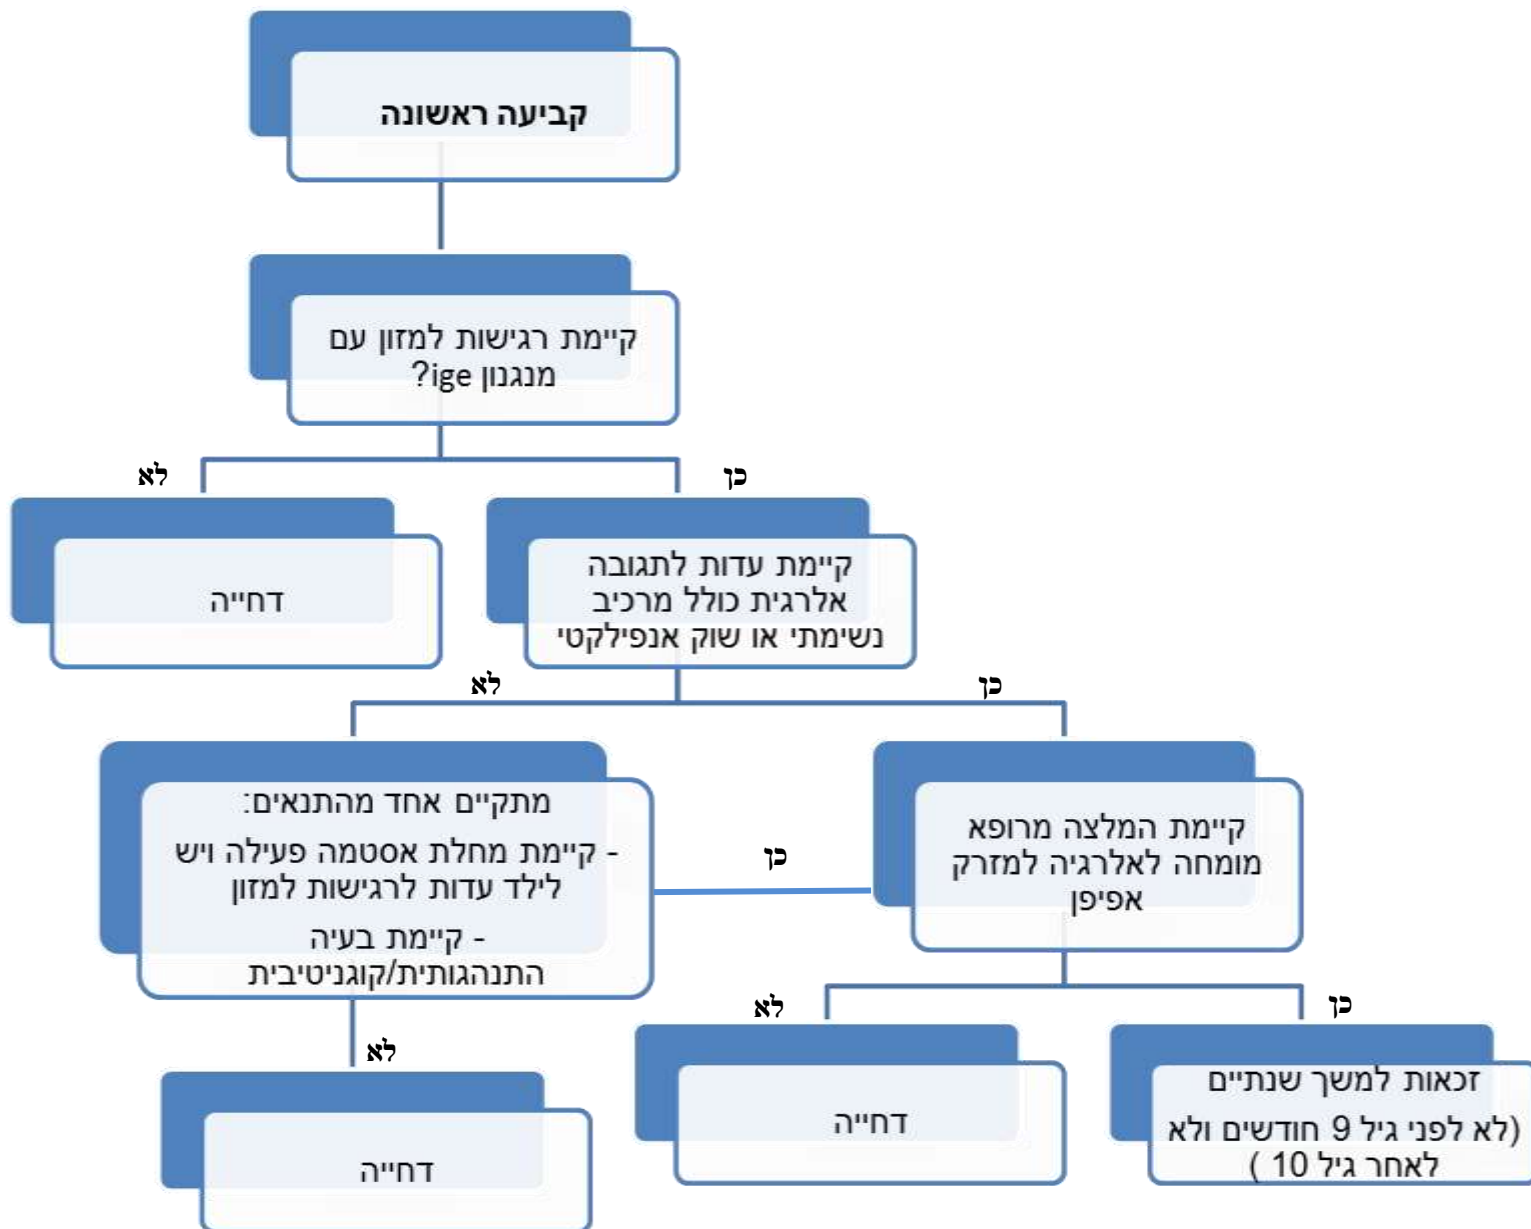 קביעה ראשונה
קיימת רגישות למזון עם
מנגנון ige?
כן
לא
קיימת עדות לתגובה
אלרגית כולל מרכיב
נשימתי או שוק אנפילקטי
דחייה
כן
לא
קיימת המלצה מרופא
מומחה לאלרגיה למזרק
אפיפן
כן
מתקיים אחד מהתנאים:
- קיימת מחלת אסטמה פעילה ויש
לילד עדות לרגישות למזון
- קיימת בעיה
התנהגותית/קוגניטיבית
כן
לא
לא
זכאות למשך שנתיים
(לא לפני גיל 9 חודשים ולא
לאחר גיל 10 )
דחייה
דחייה